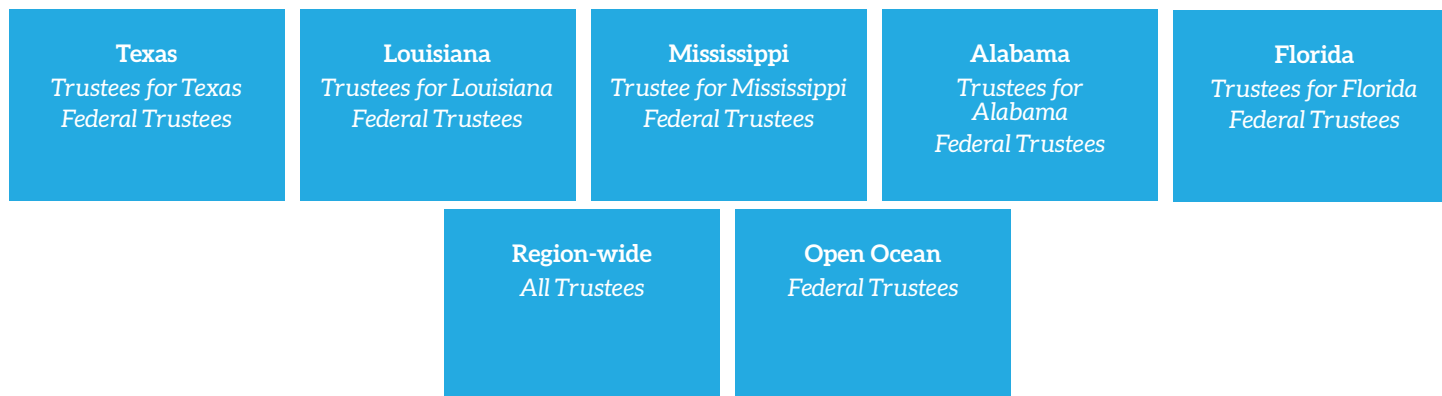 Texas
Trustees for Texas
Federal Trustees
Louisiana
Trustees for Louisiana
Federal Trustees
Mississippi
Trustee for Mississippi
Federal Trustees
Alabama
Trustees for
Alabama
Federal Trustees
Florida
Trustees for Florida
Federal Trustees
Region-wide
All Trustees
Open Ocean
Federal Trustees